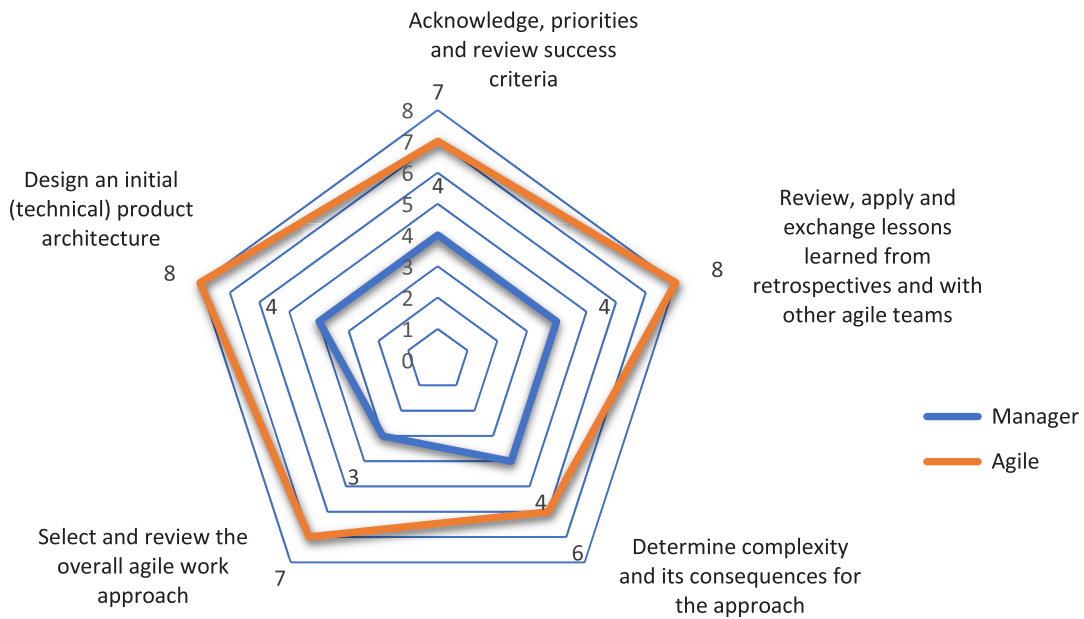 Acknowledge, priorities
and review success
criteria
7
8
7
6
5
4
3
2
1
0
4
Design an initial
(technical) product
architecture
8
4
Review, apply and
exchange lessons
learned from
retrospectives and with
other agile teams
8
4
Manager
Agile
3
4
Select and review the
overall agile work
approach
7
6
Determine complexity
and its consequences for
the approach